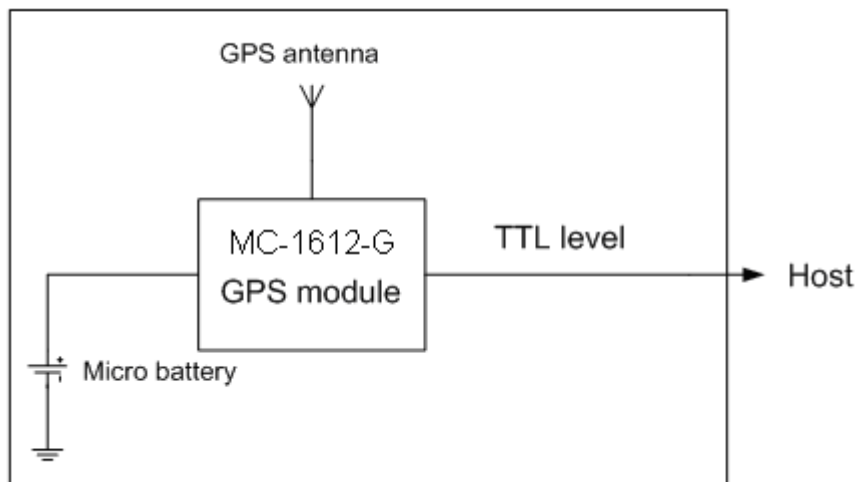 GPS antenna
MC-1612-G
GPS module
TTL level
Host
Micro battery